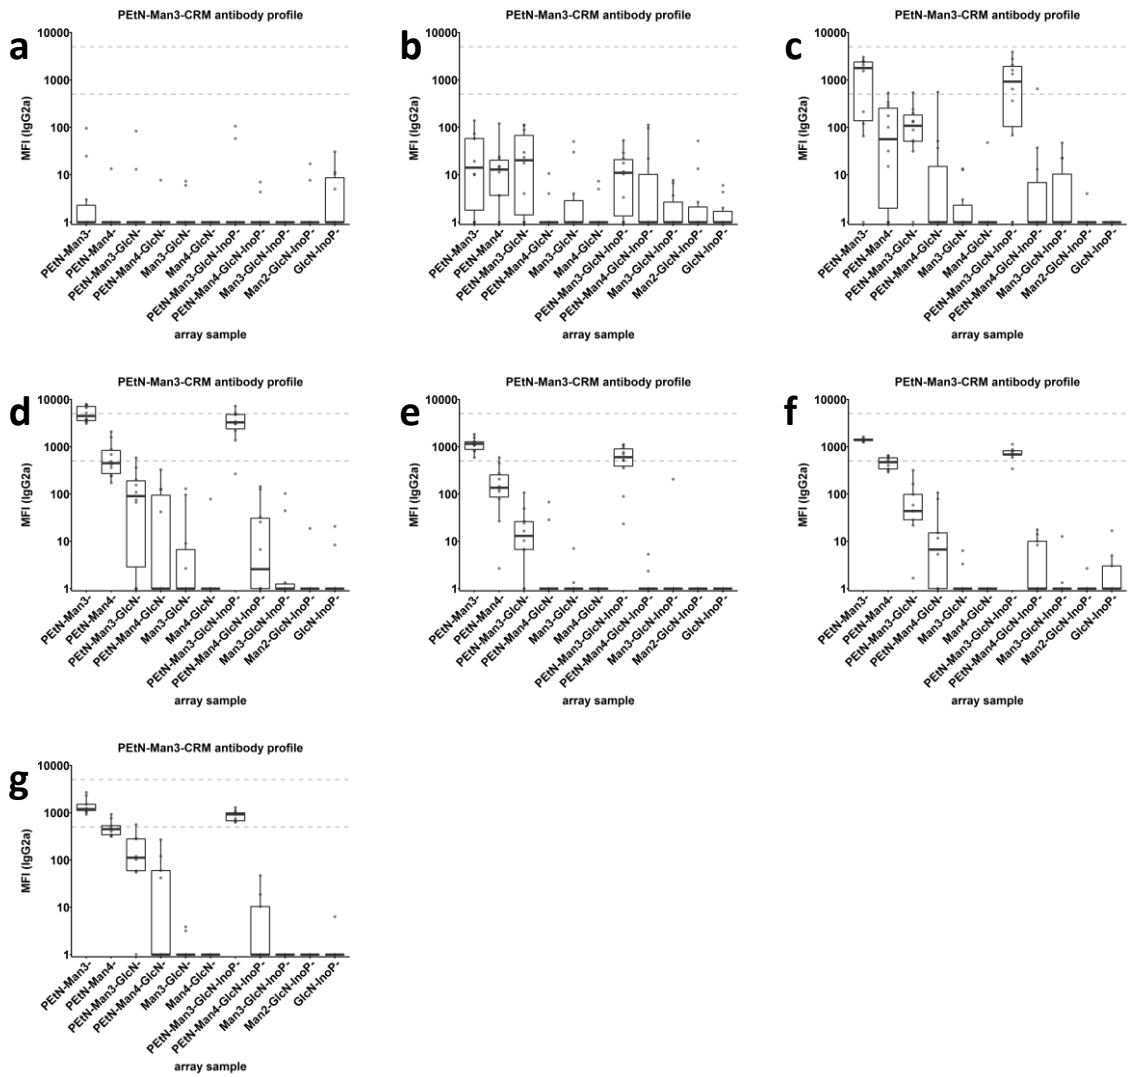 a
PEtN-Man3-CRM antibody profile
MFI (IgG2a)
10000
1000
100
10
1
PEtN-Man3-
PEtN-Man4-
PEtN-Man3-GlcN-
PEtN-Man4-GlcN-
Man3-GlcN-
Man4-GlcN-
PEtN-Man3-GlcN-InoP-
PEtN-Man4-GlcN-InoP-
Man3-GlcN-InoP-
Man2-GlcN-InoP-
GlcN-InoP-
array sample
b
PEtN-Man3-CRM antibody profile
MFI (IgG2a)
10000
1000
100
10
1
PEtN-Man3-
PEtN-Man4-
PEtN-Man3-GlcN-
PEtN-Man4-GlcN-
Man3-GlcN-
Man4-GlcN-
PEtN-Man3-GlcN-InoP-
PEtN-Man4-GlcN-InoP-
Man3-GlcN-InoP-
Man2-GlcN-InoP-
GlcN-InoP-
array sample
c
PEtN-Man3-CRM antibody profile
MFI (IgG2a)
10000
1000
100
10
1
PEtN-Man3-
PEtN-Man4-
PEtN-Man3-GlcN-
PEtN-Man4-GlcN-
Man3-GlcN-
Man4-GlcN-
PEtN-Man3-GlcN-InoP-
PEtN-Man4-GlcN-InoP-
Man3-GlcN-InoP-
Man2-GlcN-InoP-
GlcN-InoP-
array sample
d
PEtN-Man3-CRM antibody profile
MFI (IgG2a)
10000
1000
100
10
1
PEtN-Man3-
PEtN-Man4-
PEtN-Man3-GlcN-
PEtN-Man4-GlcN-
Man3-GlcN-
Man4-GlcN-
PEtN-Man3-GlcN-InoP-
PEtN-Man4-GlcN-InoP-
Man3-GlcN-InoP-
Man2-GlcN-InoP-
GlcN-InoP-
array sample
e
PEtN-Man3-CRM antibody profile
MFI (IgG2a)
10000
1000
100
10
1
PEtN-Man3-
PEtN-Man4-
PEtN-Man3-GlcN-
PEtN-Man4-GlcN-
Man3-GlcN-
Man4-GlcN-
PEtN-Man3-GlcN-InoP-
PEtN-Man4-GlcN-InoP-
Man3-GlcN-InoP-
Man2-GlcN-InoP-
GlcN-InoP-
array sample
f
PEtN-Man3-CRM antibody profile
MFI (IgG2a)
10000
1000
100
10
1
PEtN-Man3-
PEtN-Man4-
PEtN-Man3-GlcN-
PEtN-Man4-GlcN-
Man3-GlcN-
Man4-GlcN-
PEtN-Man3-GlcN-InoP-
PEtN-Man4-GlcN-InoP-
Man3-GlcN-InoP-
Man2-GlcN-InoP-
GlcN-InoP-
array sample
g
PEtN-Man3-CRM antibody profile
MFI (IgG2a)
10000
1000
100
10
1
PEtN-Man3-
PEtN-Man4-
PEtN-Man3-GlcN-
PEtN-Man4-GlcN-
Man3-GlcN-
Man4-GlcN-
PEtN-Man3-GlcN-InoP-
PEtN-Man4-GlcN-InoP-
Man3-GlcN-InoP-
Man2-GlcN-InoP-
GlcN-InoP-
array sample